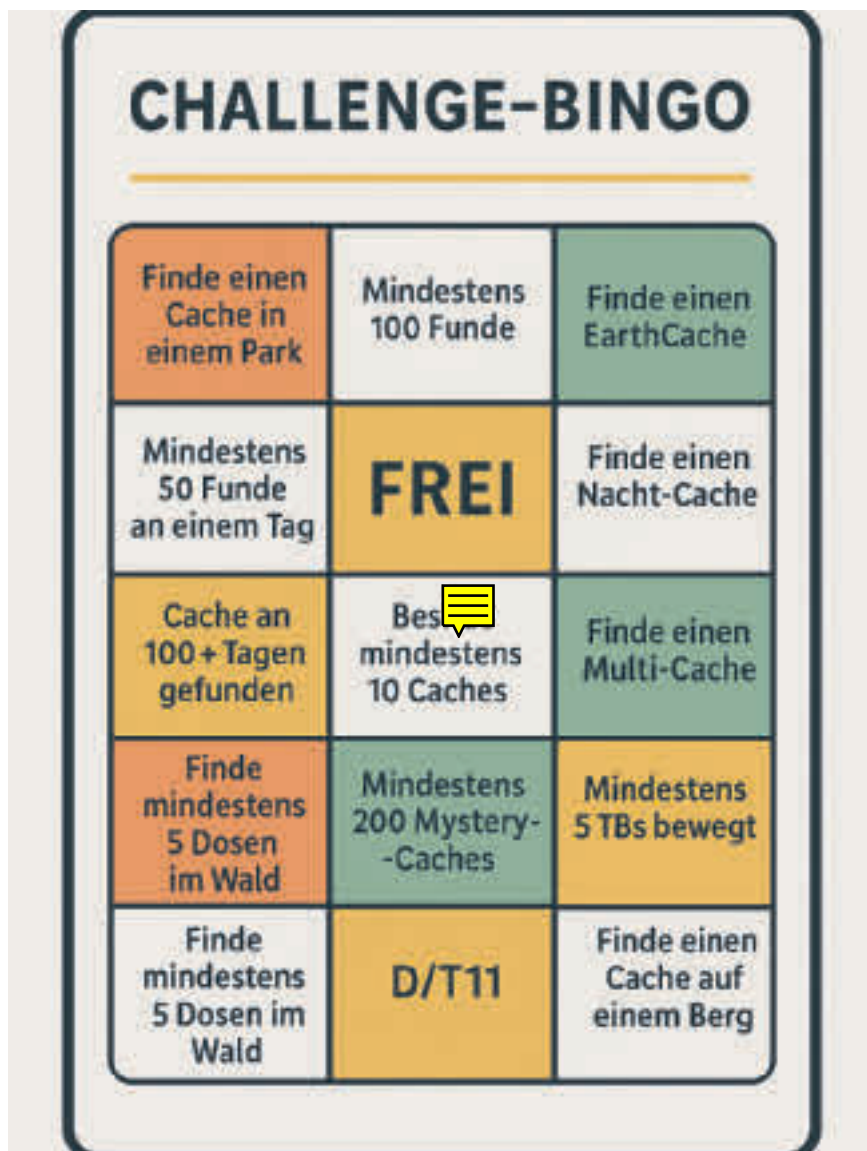 CHALLENGE-BINGO
Finde einen
Cache in
einem Park
Mindestens
100 Funde
Finde einen
EarthCache
Mindestens
50 Funde
an einem Tag
FREI
Finde einen
Nacht-Cache
Cache an
100+ Tagen
gefunden
mindestens
10 Caches
Finde einen
Multi-Cache
Finde
mindestens
5 Dosen
im Wald
Mindestens
200 Mystery-
-Caches
Mindestens
5 TBs bewegt
Finde
mindestens
5 Dosen im
Wald
D/T11
Finde einen
Cache auf
einem Berg